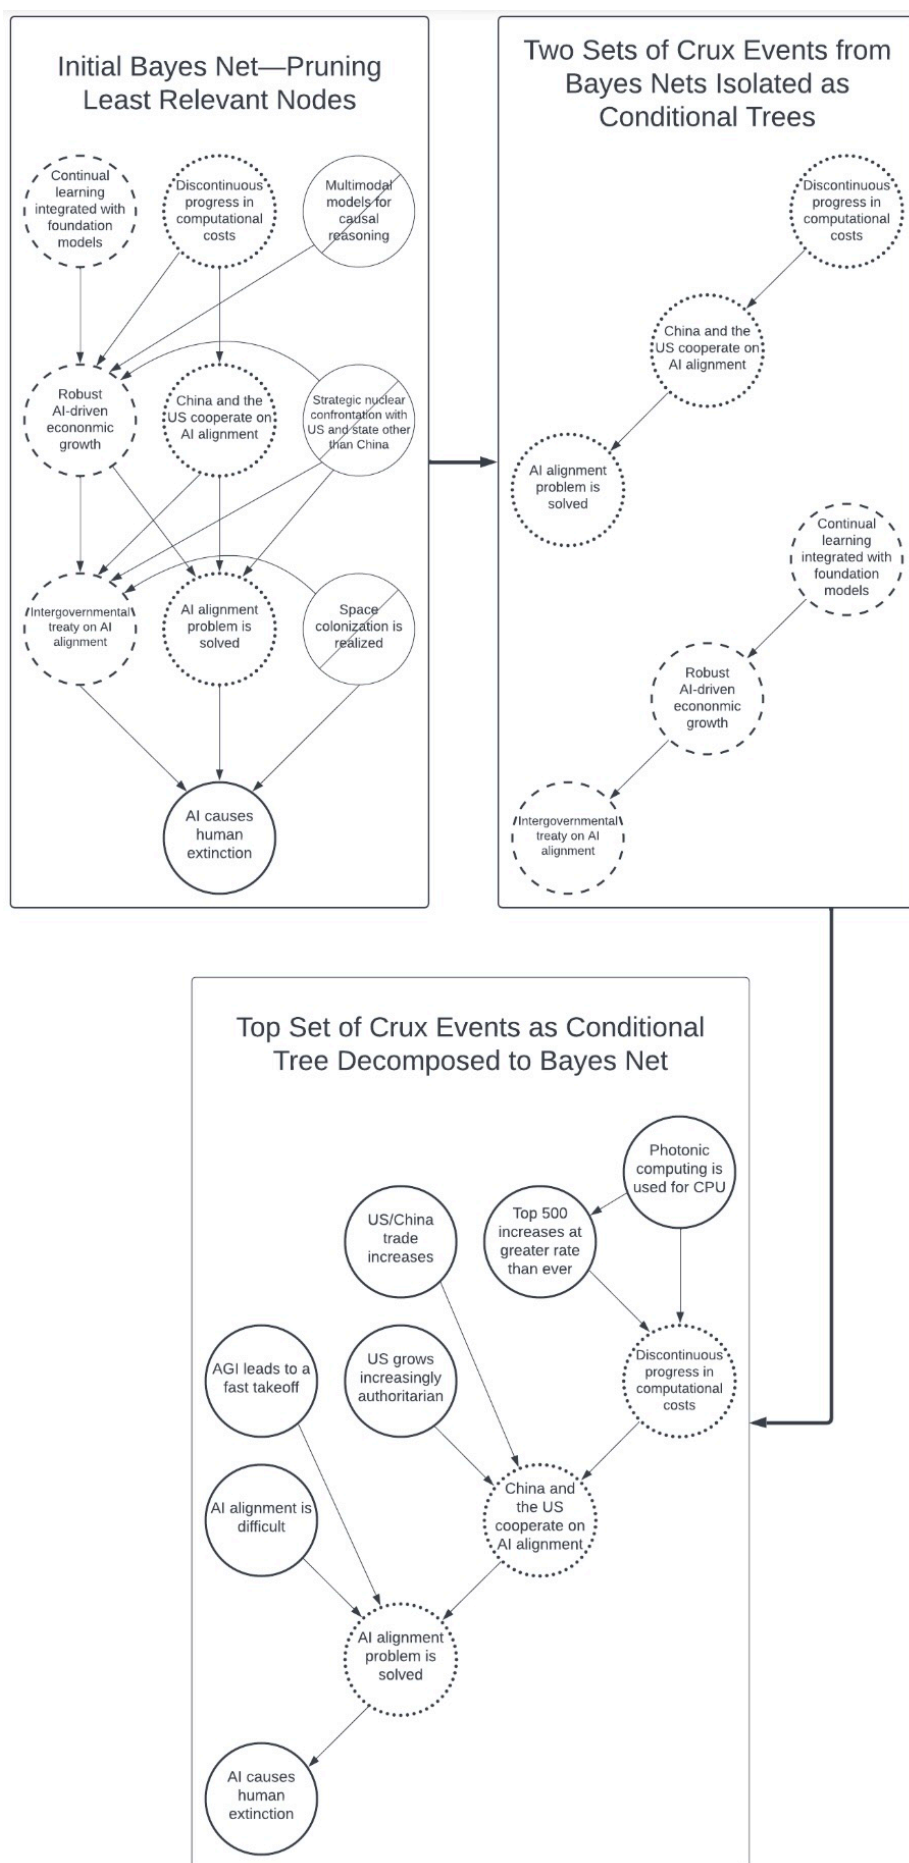 Initial Bayes Net—Pruning
Least Relevant Nodes
Continual
learning
integrated with
foundation
models
Discontinuous
progress in
computational
costs
Multimodal
models for
causal
reasoning
Robust
AI-driven
econonmic
growth
China and the
US cooperate on
AI alignment
Strategic nuclear
confrontation with
US and state other
than China
Intergovernmental
treaty on AI
alignment
AI alignment
problem is
solved
Space
colonization is
realized
AI causes
human
extinction
Two Sets of Crux Events from
Bayes Nets Isolated as
Conditional Trees
Discontinuous
progress in
computational
costs
China and the
US cooperate on
AI alignment
AI alignment
problem is
solved
Continual
learning
integrated with
foundation
models
Robust
AI-driven
econonmic
growth
Intergovernmental
treaty on AI
alignment
Top Set of Crux Events as Conditional
Tree Decomposed to Bayes Net
Photonic
computing is
used for CPU
Top 500
increases at
greater rate
than ever
US/China
trade
increases
Discontinuous
progress in
computational
costs
US grows
increasingly
authoritarian
AGI leads to a
fast takeoff
China and
the US
cooperate on
AI alignment
AI alignment is
difficult
AI alignment
problem is
solved
AI causes
human
extinction